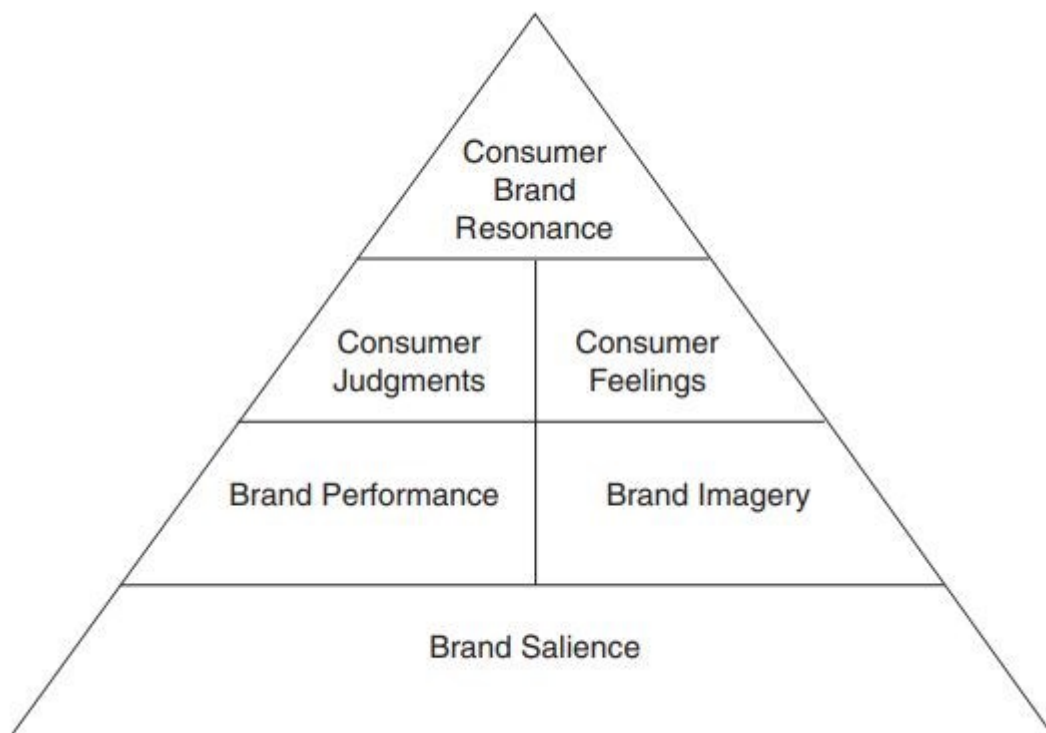 Consumer
Brand
Resonance
Consumer
Judgments
Consumer
Feelings
Brand Performance
Brand Imagery
Brand Salience